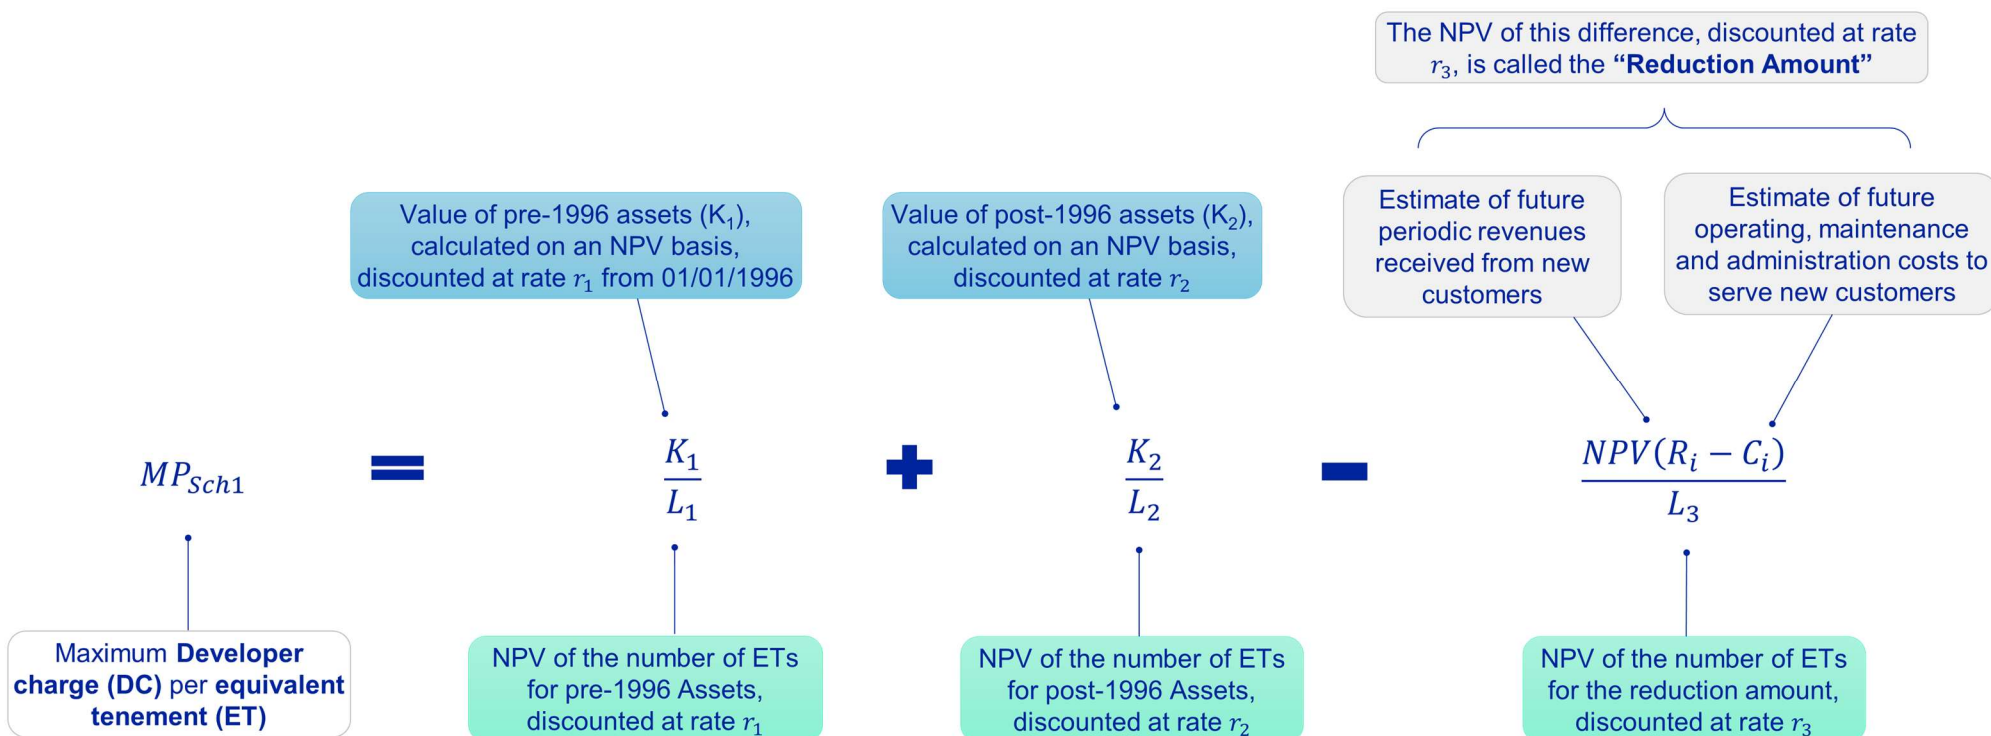 The NPV of this difference, discounted at rate
r₃, is called the “Reduction Amount”
Value of pre-1996 assets (K₁),
calculated on an NPV basis,
discounted at rate r₁ from 01/01/1996
Value of post-1996 assets (K₂),
calculated on an NPV basis,
discounted at rate r₂
Estimate of future
periodic revenues
received from new
customers
Estimate of future
operating, maintenance
and administration costs to
serve new customers
MP_Sch1 = K₁/L₁ + K₂/L₂ - NPV(Rᵢ − Cᵢ)/L₃
Maximum Developer
charge (DC) per equivalent
tenement (ET)
NPV of the number of ETs
for pre-1996 Assets,
discounted at rate r₁
NPV of the number of ETs
for post-1996 Assets,
discounted at rate r₂
NPV of the number of ETs
for the reduction amount,
discounted at rate r₃